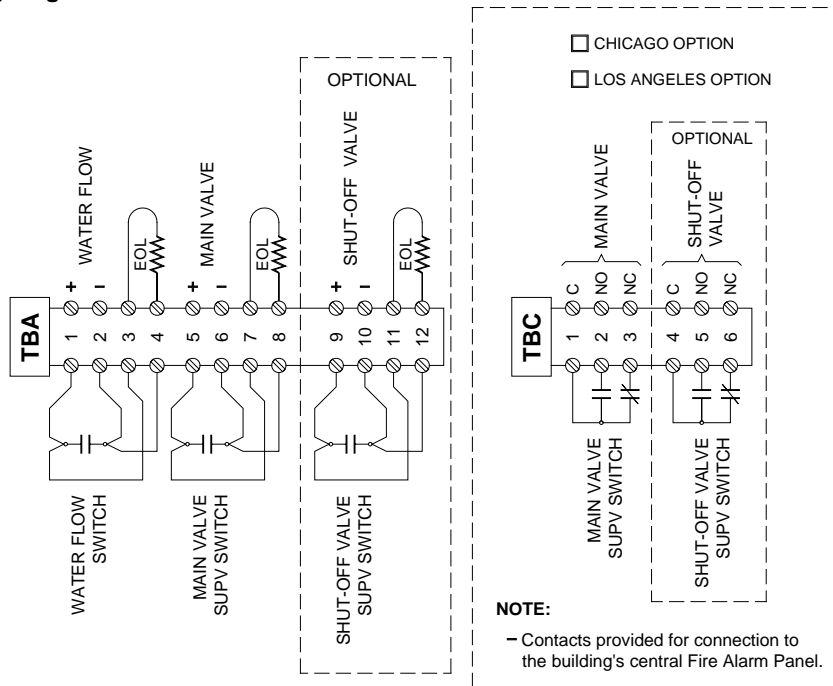 OPTIONAL
WATER FLOW
MAIN VALVE
SHUT-OFF VALVE
+
–
EOL
+
–
EOL
+
–
EOL
TBA
1
2
3
4
5
6
7
8
9
10
11
12
WATER FLOW
SWITCH
MAIN VALVE
SUPV SWITCH
SHUT-OFF VALVE
SUPV SWITCH
CHICAGO OPTION
LOS ANGELES OPTION
OPTIONAL
MAIN VALVE
SHUT-OFF
VALVE
C
NO
NC
C
NO
NC
TBC
1
2
3
4
5
6
MAIN VALVE
SUPV SWITCH
SHUT-OFF VALVE
SUPV SWITCH
NOTE:
– Contacts provided for connection to
the building's central Fire Alarm Panel.